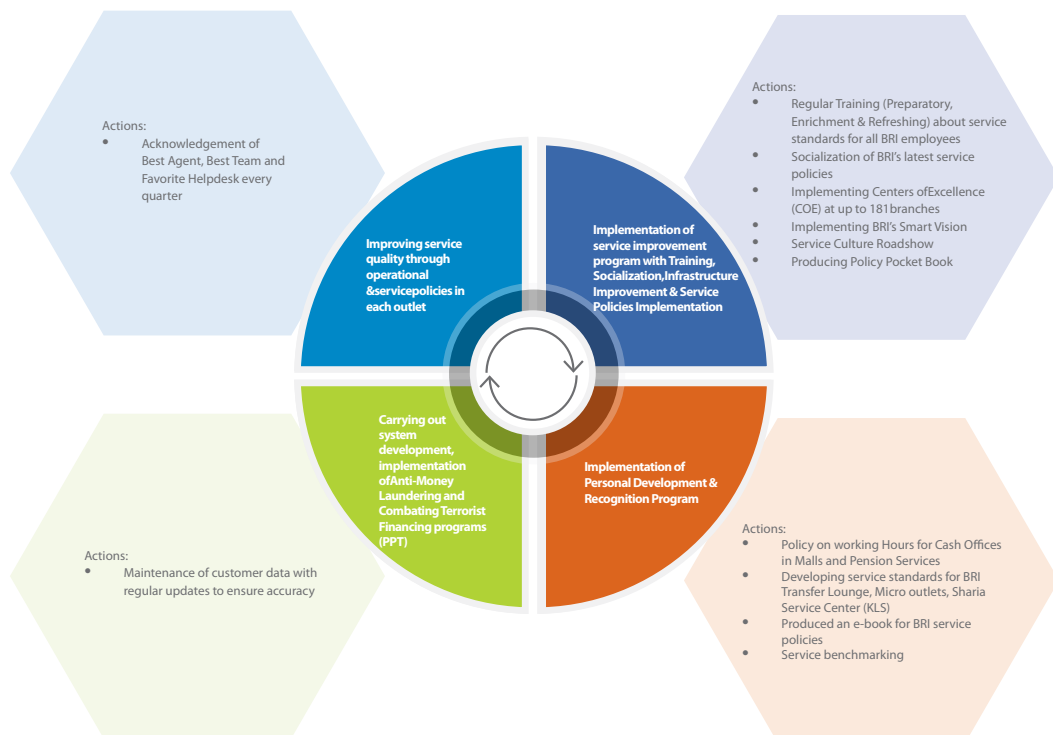 Actions:
• Acknowledgement of
Best Agent, Best Team and
Favorite Helpdesk every
quarter
Improving service
quality through
operational
&servicepolicies in
each outlet
Implementation of
service improvement
program with Training,
Socialization,Infrastructure
Improvement & Service
Policies Implementation
Actions:
• Regular Training (Preparatory,
Enrichment & Refreshing) about service
standards for all BRI employees
• Socialization of BRI's latest service
policies
• Implementing Centers ofExcellence
(COE) at up to 181branches
• Implementing BRI's Smart Vision
• Service Culture Roadshow
• Producing Policy Pocket Book
Actions:
• Maintenance of customer data with
regular updates to ensure accuracy
Carrying out
system
development,
implementation
ofAnti-Money
Laundering and
Combating Terrorist
Financing programs
(PPT)
Implementation of
Personal Development &
Recognition Program
Actions:
• Policy on working Hours for Cash Offices
in Malls and Pension Services
• Developing service standards for BRI
Transfer Lounge, Micro outlets, Sharia
Service Center (KLS)
• Produced an e-book for BRI service
policies
• Service benchmarking